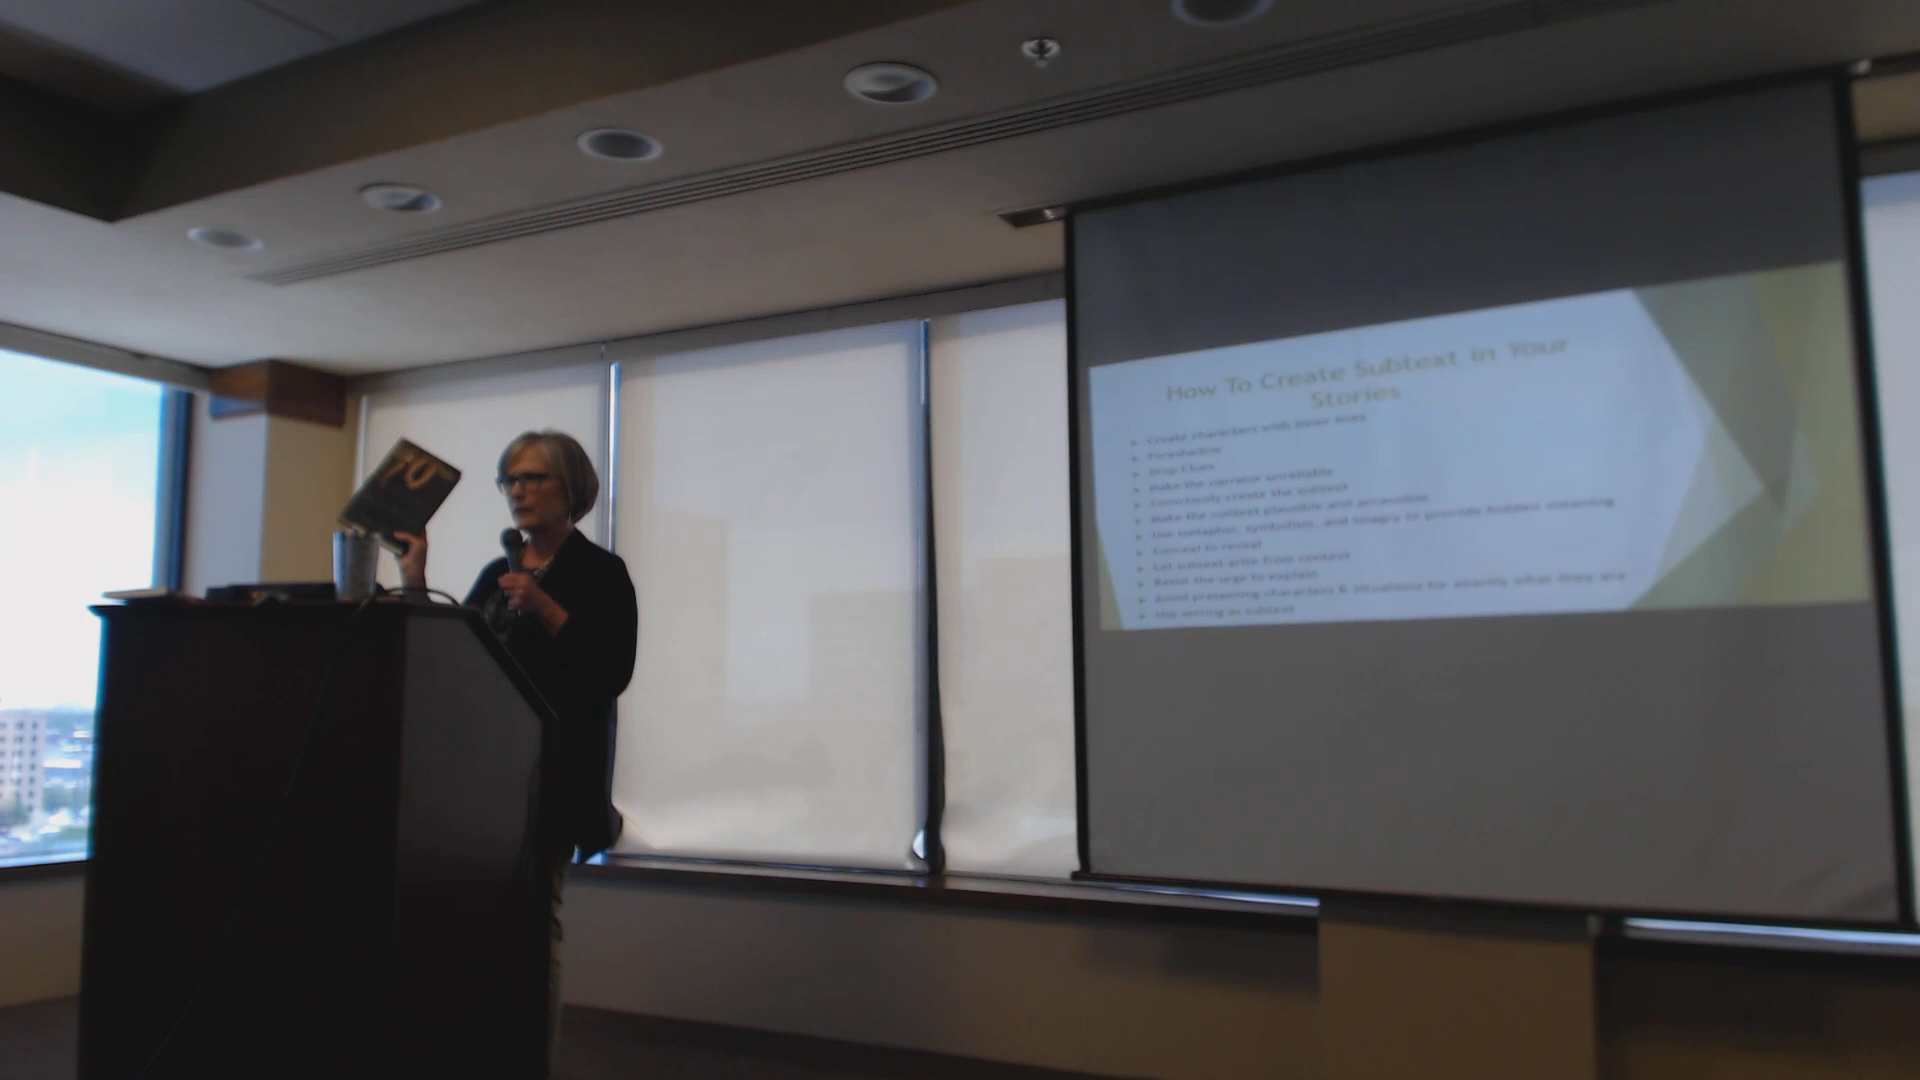 70
How To Create Subtext in Your
Stories
➤ Create characters with inner lives
➤ Foreshadow
➤ Drop Clues
➤ Make the narrator unreliable
➤ Consciously create the subtext
➤ Make the context plausible and accessible
➤ Use metaphor, symbolism, and imagry to provide hidden meaning
➤ Conceal to reveal
➤ Let subtext arise from context
➤ Resist the urge to explain
➤ Avoid presenting characters & situations for exactly what they are
➤ setting as subtext